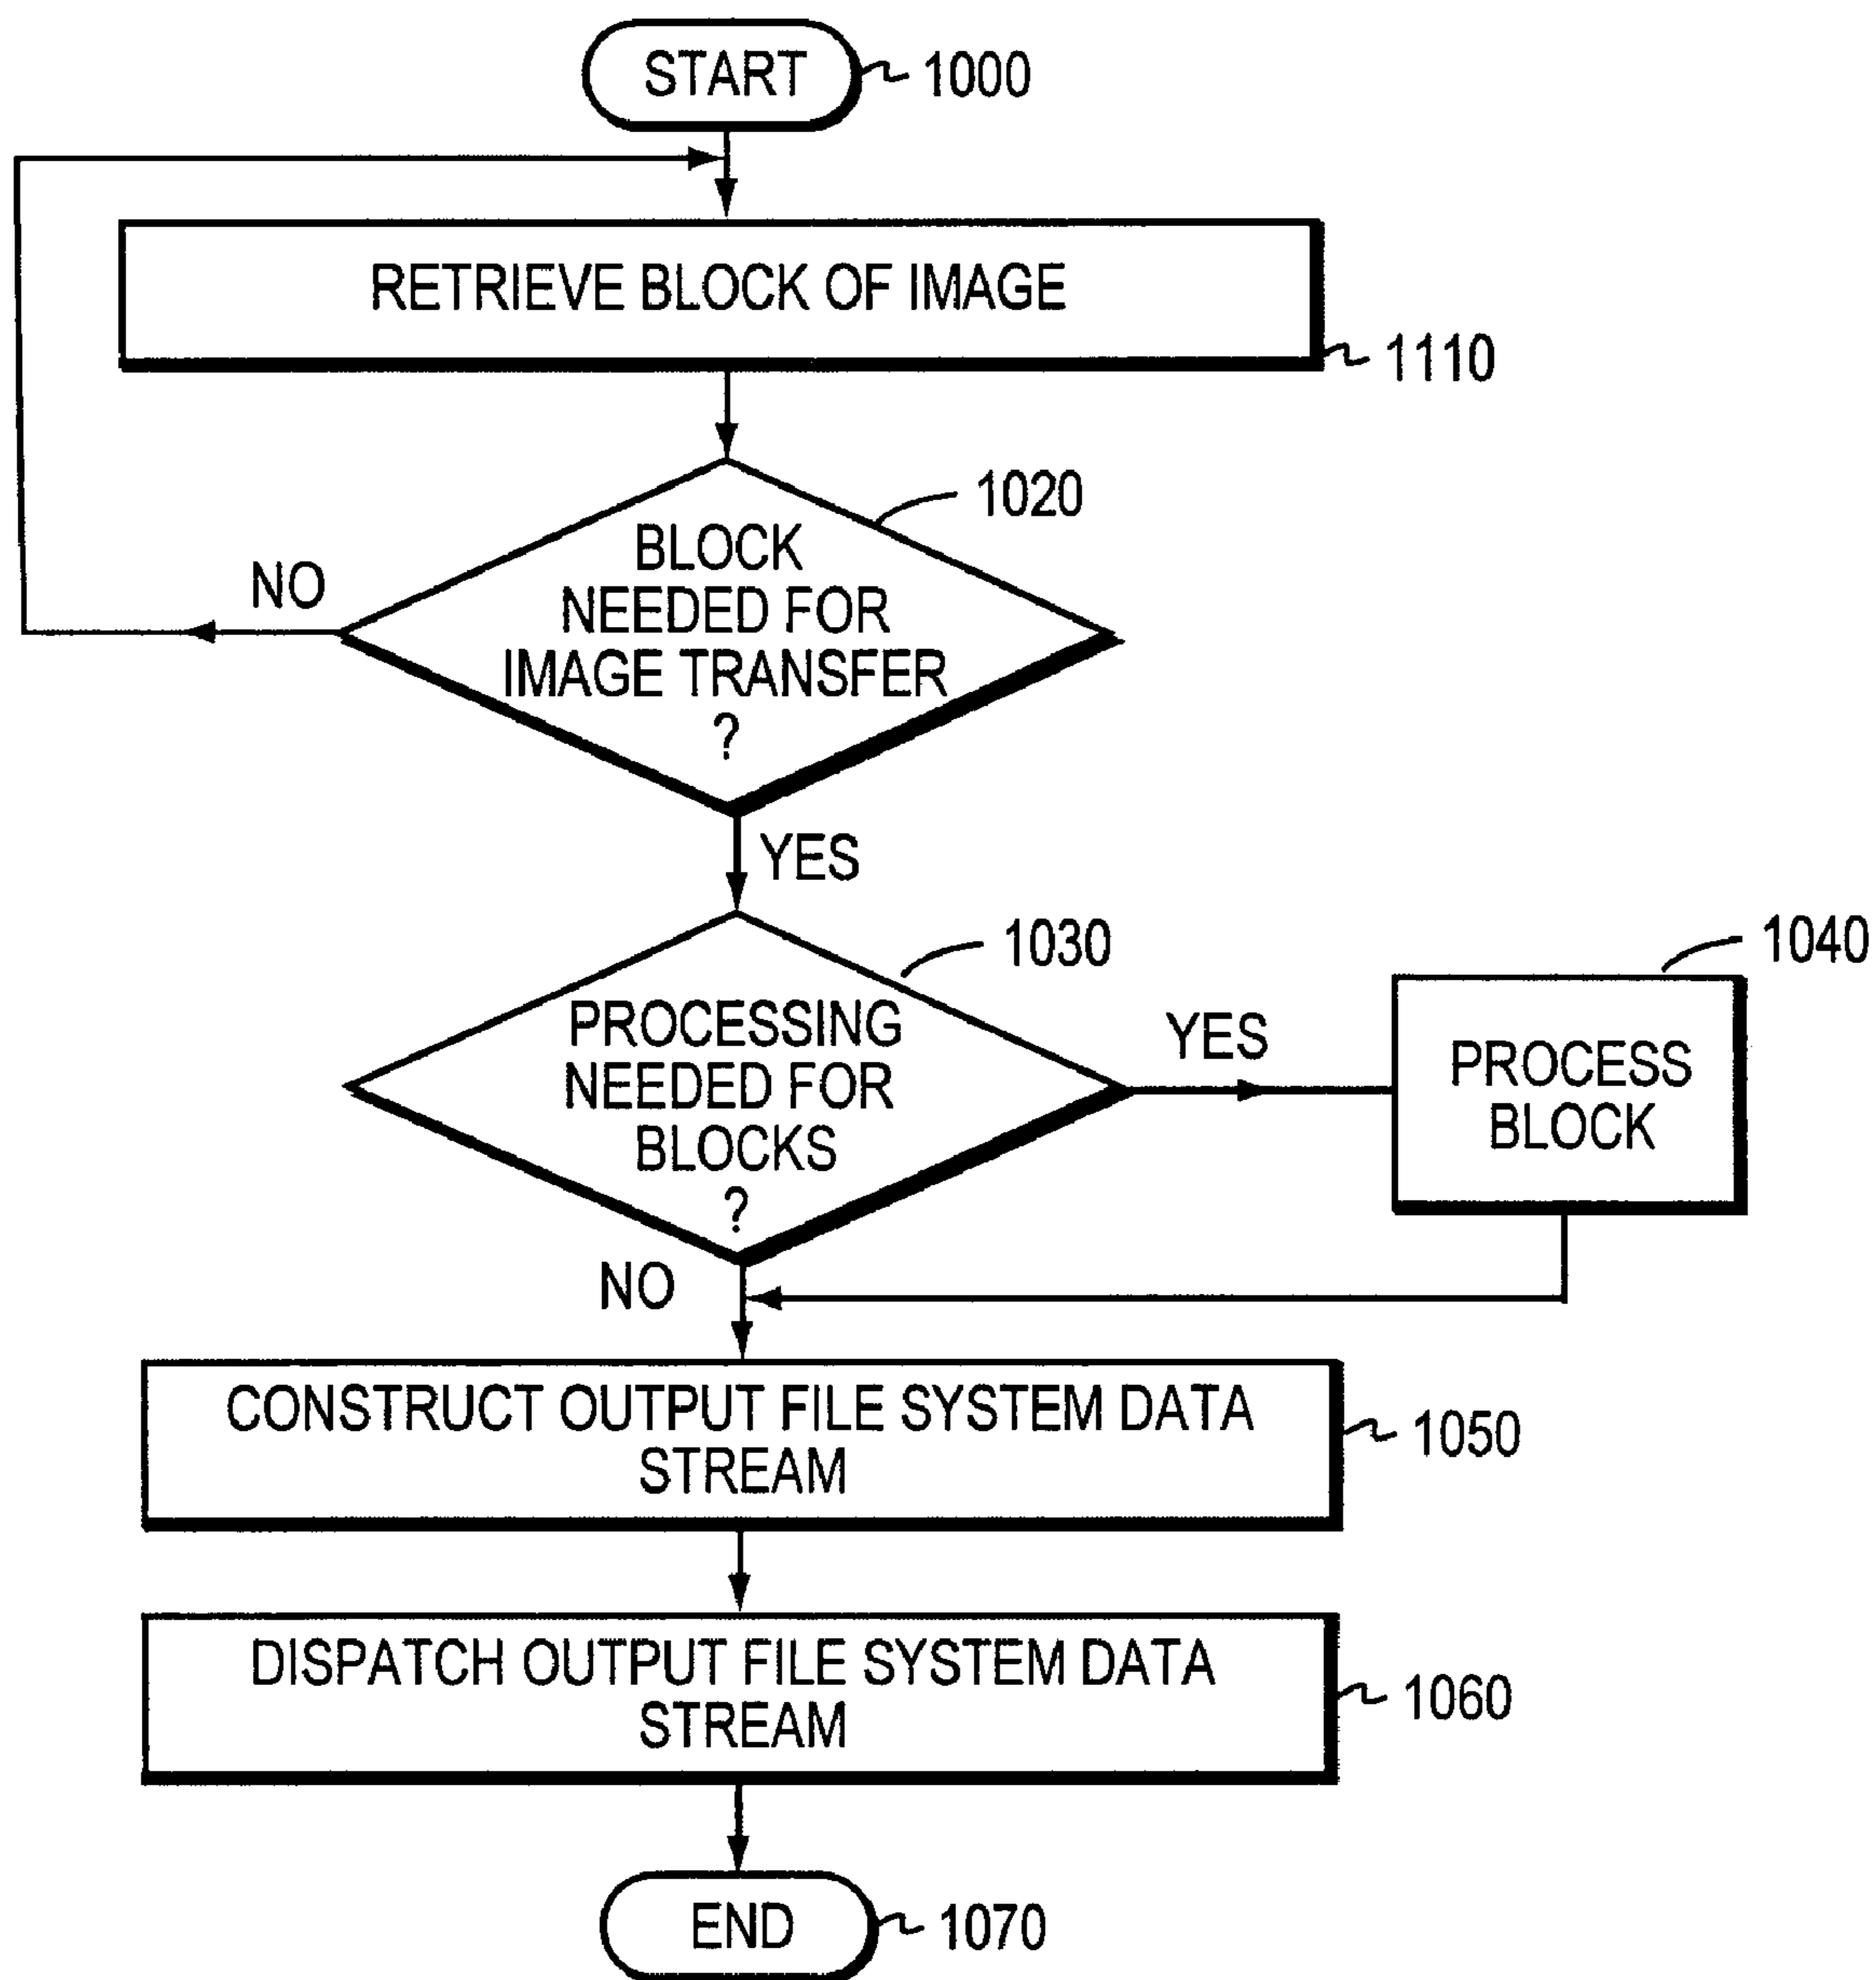 START
1000
RETRIEVE BLOCK OF IMAGE
1110
1020
BLOCK
NEEDED FOR
IMAGE TRANSFER
?
NO
YES
1030
PROCESSING
NEEDED FOR
BLOCKS
?
YES
1040
PROCESS
BLOCK
NO
CONSTRUCT OUTPUT FILE SYSTEM DATA
STREAM
1050
DISPATCH OUTPUT FILE SYSTEM DATA
STREAM
1060
END
1070